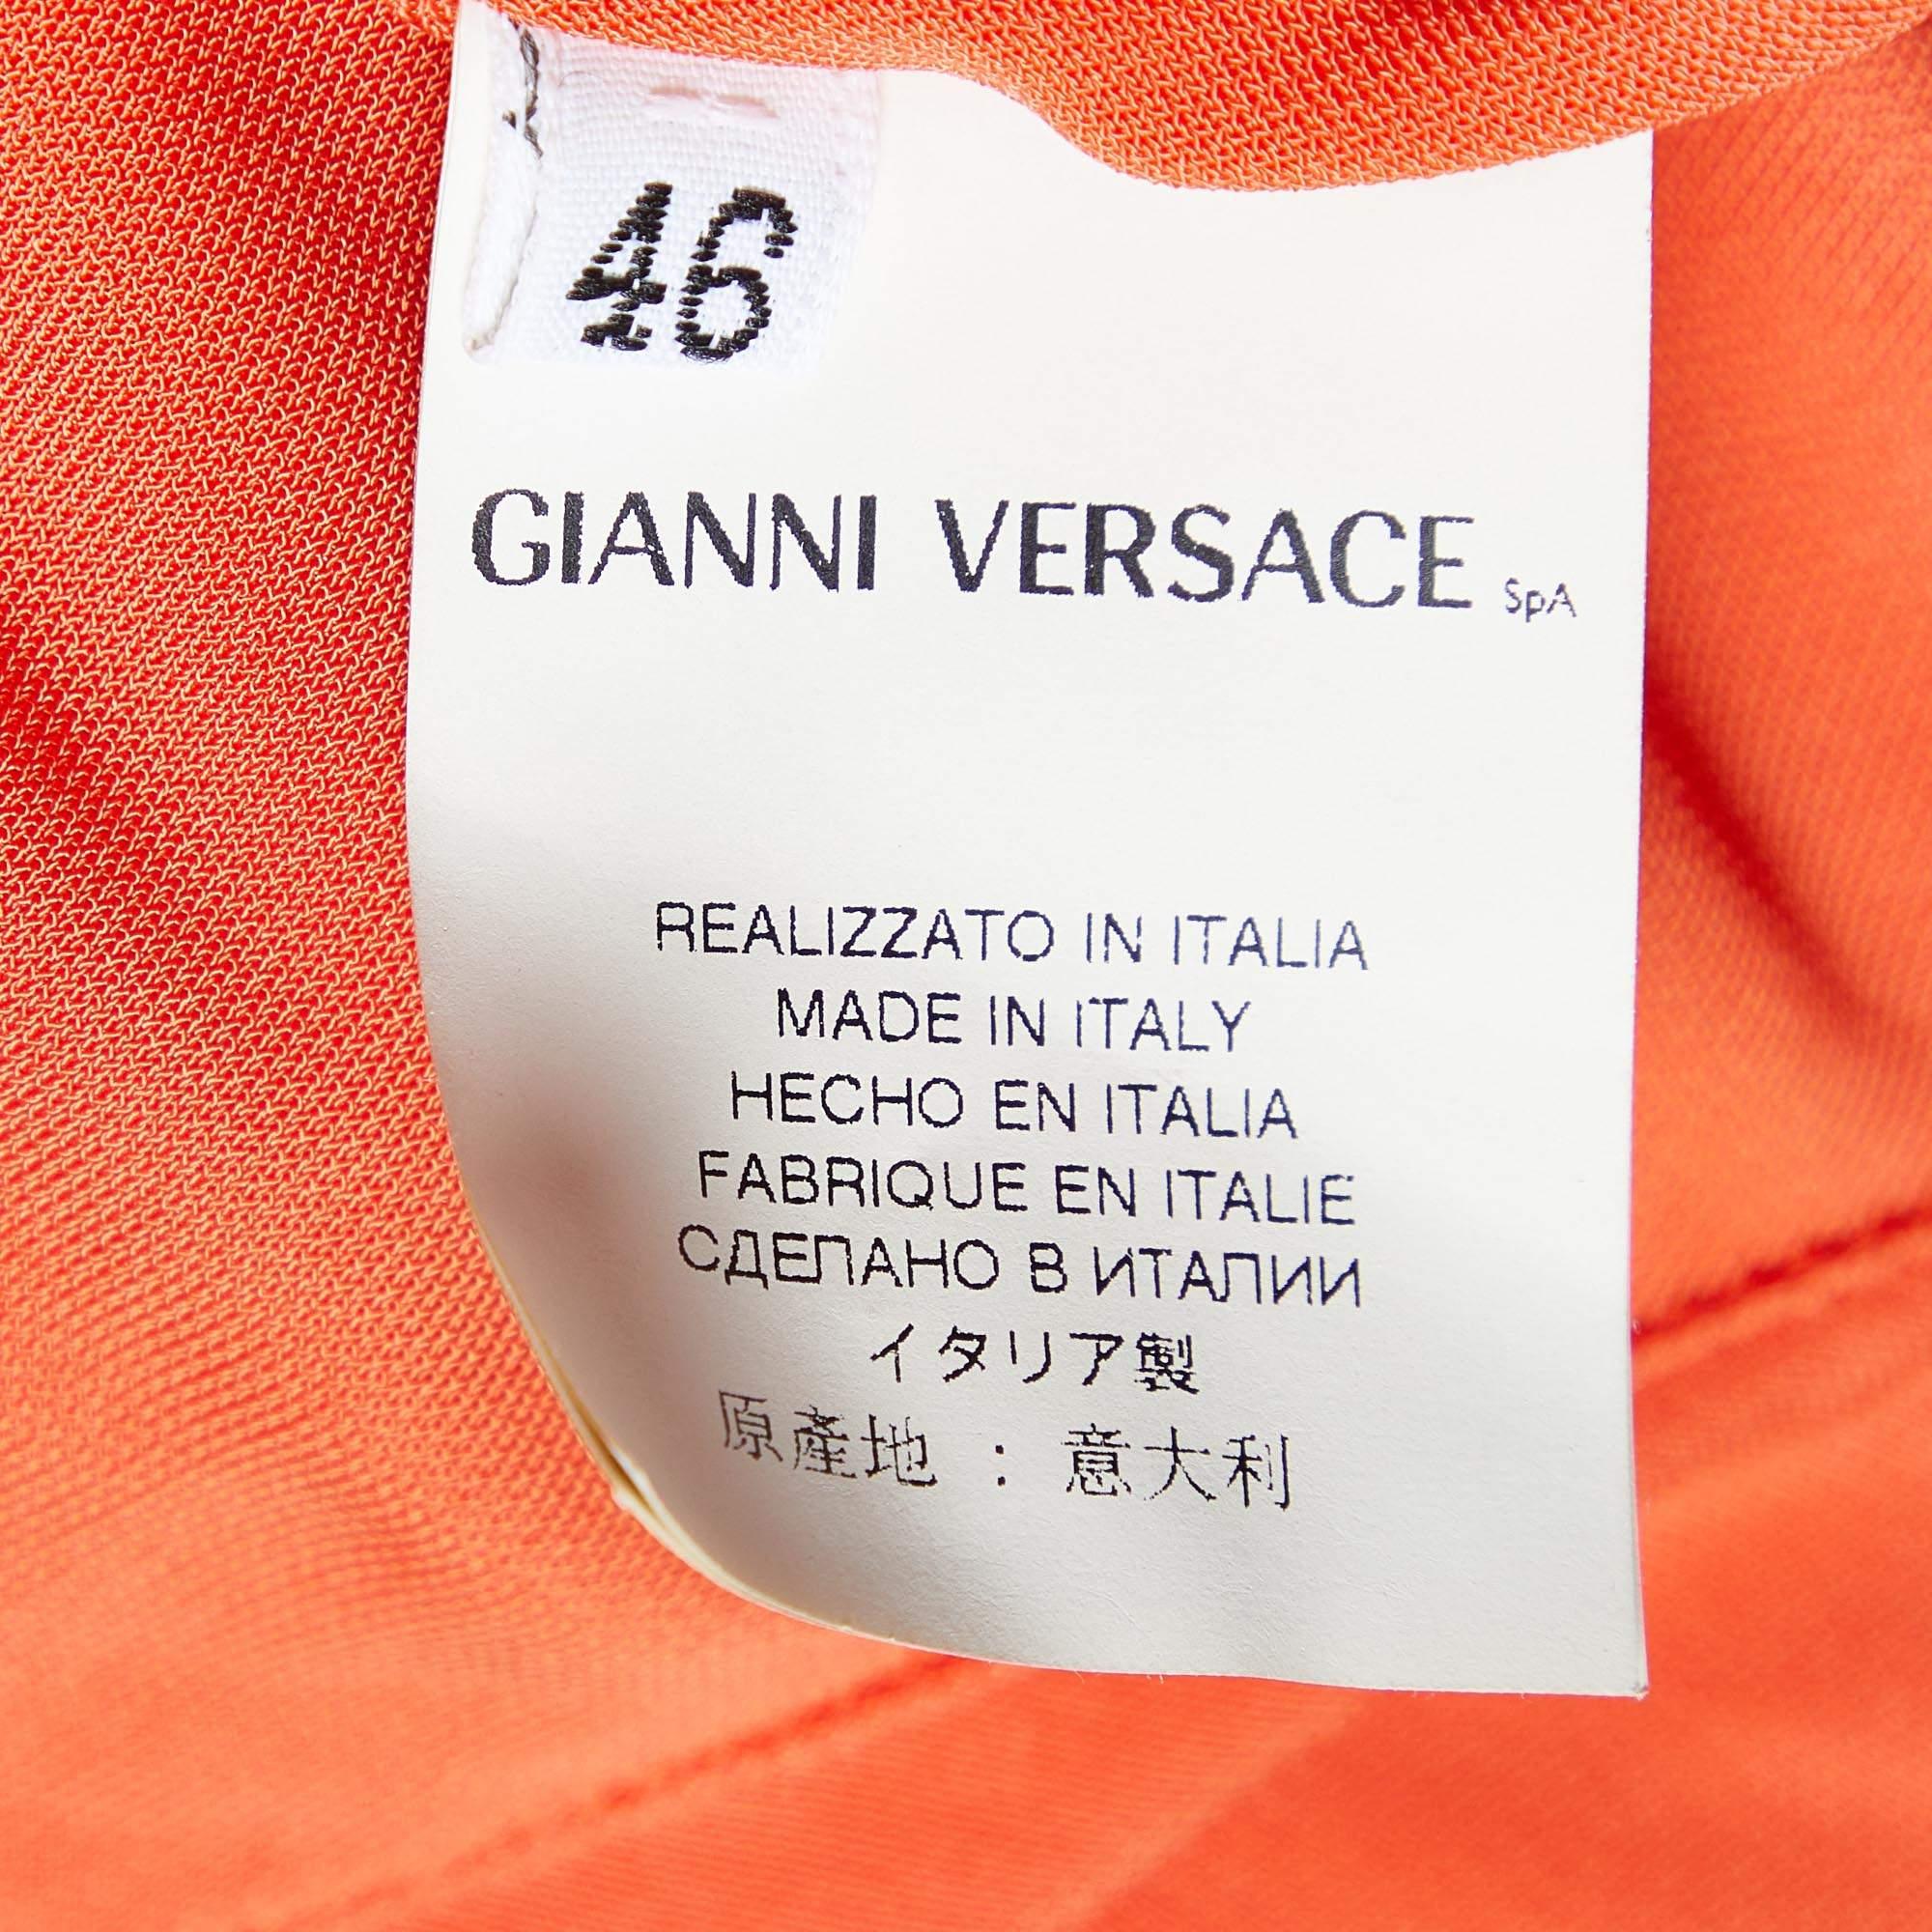 46
GIANNI VERSACE SpA
REALIZZATO IN ITALIA
MADE IN ITALY
HECHO EN ITALIA
FABRIQUE EN ITALIE
СДЕЛАНО В ИТАЛИИ
イタリア製
原產地 : 意大利